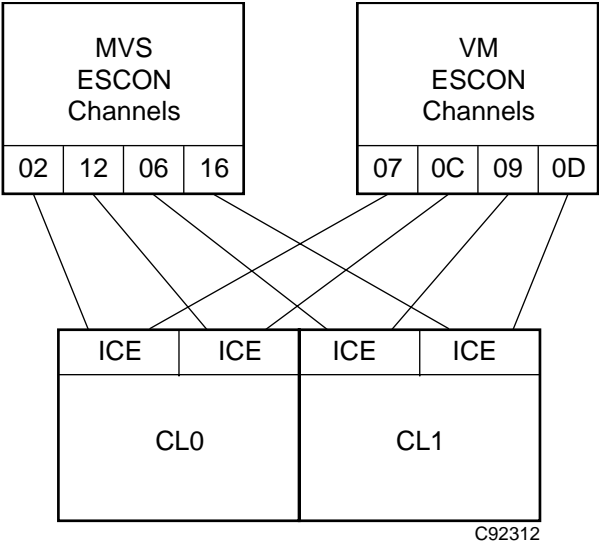 MVS
ESCON
Channels
02 12 06 16
VM
ESCON
Channels
07 0C 09 0D
ICE ICE ICE ICE
CL0 CL1
C92312